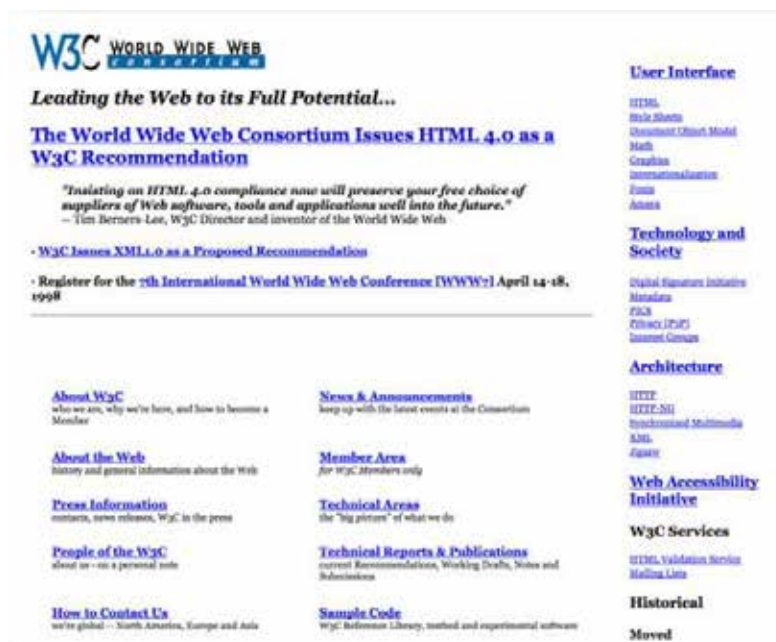 W3C WORLD WIDE WEB
consortium
Leading the Web to its Full Potential...
The World Wide Web Consortium Issues HTML 4.0 as a
W3C Recommendation
"Insisting on HTML 4.0 compliance now will preserve your free choice of
suppliers of Web software, tools and applications well into the future."
-- Tim Berners-Lee, W3C Director and inventor of the World Wide Web
· W3C Issues XML1.0 as a Proposed Recommendation
· Register for the 7th International World Wide Web Conference [WWW7] April 14-18,
1998
About W3C
who we are, why we're here, and how to become a
Member
About the Web
history and general information about the Web
Press Information
contacts, news releases, W3C in the press
People of the W3C
about us - on a personal note
How to Contact Us
we're global -- North America, Europe and Asia
News & Announcements
keep up with the latest events at the Consortium
Member Area
for W3C Members only
Technical Areas
the "big picture" of what we do
Technical Reports & Publications
current Recommendations, Working Drafts, Notes and
Submissions
Sample Code
W3C Reference Library, testbed and experimental software
User Interface
HTML
Style Sheets
Document Object Model
Math
Graphics
Internationalization
Fonts
Amaya
Technology and
Society
Digital Signature Initiative
Metadata
PICS
Privacy [P3P]
Interest Groups
Architecture
HTTP
HTTP-NG
Synchronized Multimedia
XML
Jigsaw
Web Accessibility
Initiative
W3C Services
HTML Validation Service
Mailing Lists
Historical
Moved